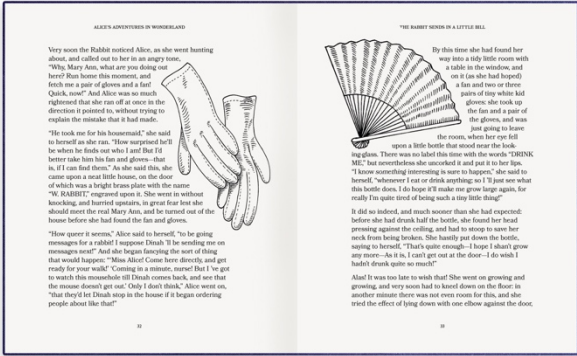 ALICE'S ADVENTURES IN WONDERLAND
Very soon the Rabbit noticed Alice, as she went hunting
about, and called out to her in an angry tone,
"Why, Mary Ann, what are you doing out
here? Run home this moment, and
fetch me a pair of gloves and a fan!
Quick, now!" And Alice was so much
rightened that she ran off at once in the
direction it pointed to, without trying to
explain the mistake that it had made.
"He took me for his housemaid," she said
to herself as she ran. "How surprised he'll
be when he finds out who I am! But I'd
better take him his fan and gloves—that
is, if I can find them." As she said this, she
came upon a neat little house, on the door
of which was a bright brass plate with the name
"W. RABBIT," engraved upon it. She went in without
knocking, and hurried upstairs, in great fear lest she
should meet the real Mary Ann, and be turned out of the
house before she had found the fan and gloves.
"How queer it seems," Alice said to herself, "to be going
messages for a rabbit! I suppose Dinah 'll be sending me on
messages next!" And she began fancying the sort of thing
that would happen: "'Miss Alice! Come here directly, and get
ready for your walk!' 'Coming in a minute, nurse! But I 've got
to watch this mousehole till Dinah comes back, and see that
the mouse doesn't get out.' Only I don't think," Alice went on,
"that they'd let Dinah stop in the house if it began ordering
people about like that!"
THE RABBIT SENDS IN A LITTLE BILL
By this time she had found her
way into a tidy little room with
a table in the window, and
on it (as she had hoped)
a fan and two or three
pairs of tiny white kid
gloves: she took up
the fan and a pair of
the gloves, and was
just going to leave
the room, when her eye fell
upon a little bottle that stood near the look-
ing-glass. There was no label this time with the words "DRINK
ME," but nevertheless she uncorked it and put it to her lips.
"I know something interesting is sure to happen," she said to
herself, "whenever I eat or drink anything; so I 'll just see what
this bottle does. I do hope it'll make me grow large again, for
really I'm quite tired of being such a tiny little thing!"
It did so indeed, and much sooner than she had expected:
before she had drunk half the bottle, she found her head
pressing against the ceiling, and had to stoop to save her
neck from being broken. She hastily put down the bottle,
saying to herself, "That's quite enough—I hope I shan't grow
any more—As it is, I can't get out at the door—I do wish I
hadn't drunk quite so much!"
Alas! It was too late to wish that! She went on growing and
growing, and very soon had to kneel down on the floor: in
another minute there was not even room for this, and she
tried the effect of lying down with one elbow against the door,